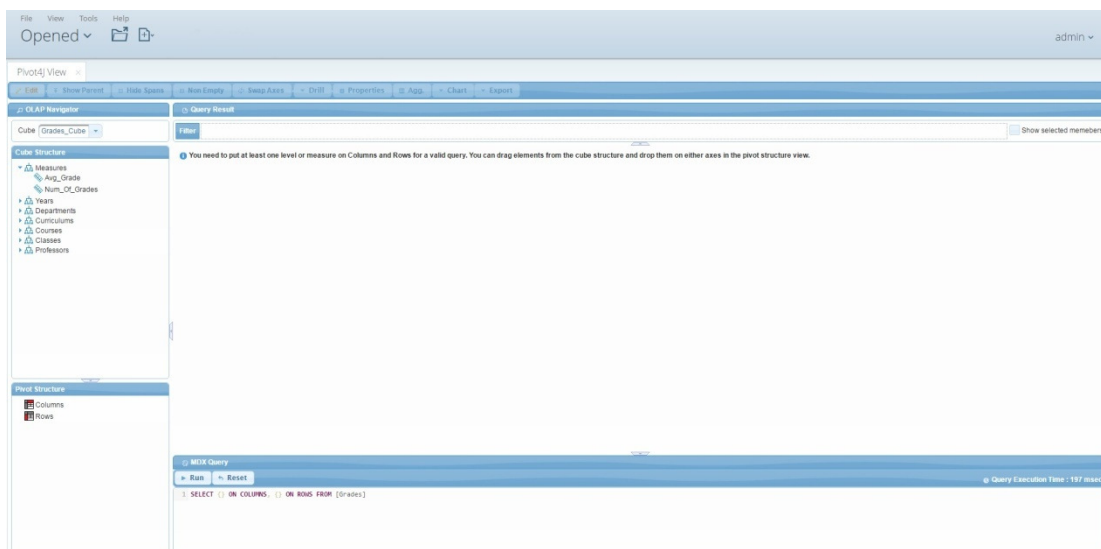 File View Tools Help
Opened
admin
Pivot4J View ×
Edit Show Parent Hide Spans Non Empty Swap Axes Drill Properties Agg. Chart Export
OLAP Navigator
Cube Grades_Cube
Cube Structure
Measures
Avg_Grade
Num_Of_Grades
Years
Departments
Curriculums
Courses
Classes
Professors
Pivot Structure
Columns
Rows
Query Result
Filter
Show selected memebers
You need to put at least one level or measure on Columns and Rows for a valid query. You can drag elements from the cube structure and drop them on either axes in the pivot structure view.
MDX Query
Run Reset
Query Execution Time : 197 msec
1 SELECT {} ON COLUMNS, {} ON ROWS FROM [Grades]